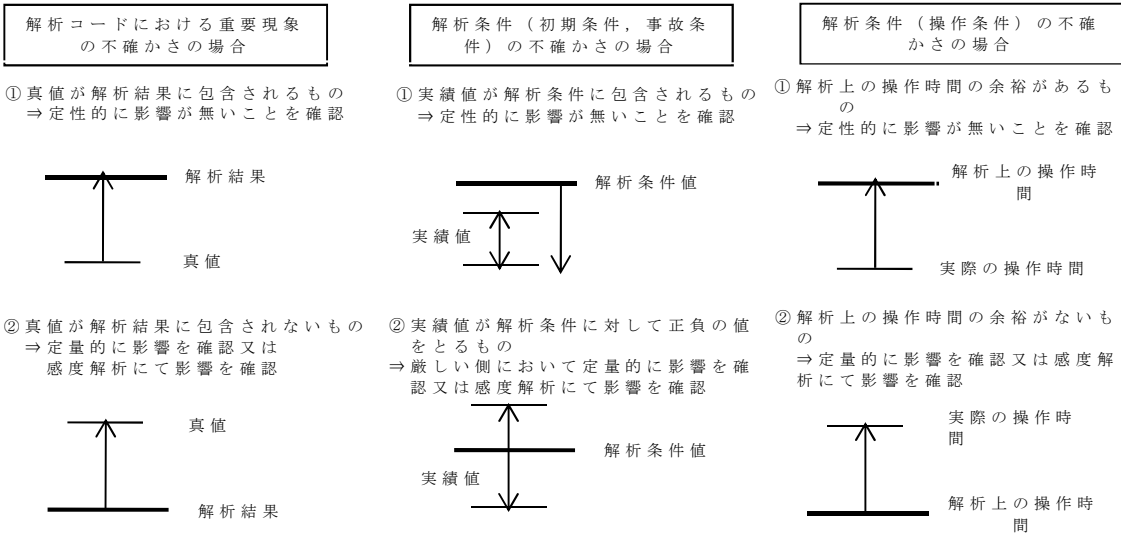 解析コードにおける重要現象
の不確かさの場合
①真値が解析結果に包含されるもの
⇒定性的に影響が無いことを確認
解析結果
真値
②真値が解析結果に包含されないもの
⇒定量的に影響を確認又は
感度解析にて影響を確認
真値
解析結果
解析条件（初期条件，事故条
件）の不確かさの場合
①実績値が解析条件に包含されるもの
⇒定性的に影響が無いことを確認
解析条件値
実績値
②実績値が解析条件に対して正負の値
をとるもの
⇒厳しい側において定量的に影響を確
認又は感度解析にて影響を確認
解析条件値
実績値
解析条件（操作条件）の不確
かさの場合
①解析上の操作時間の余裕があるも
の
⇒定性的に影響が無いことを確認
解析上の操作時
間
実際の操作時間
②解析上の操作時間の余裕がないも
の
⇒定量的に影響を確認又は感度解
析にて影響を確認
実際の操作時
間
解析上の操作時
間